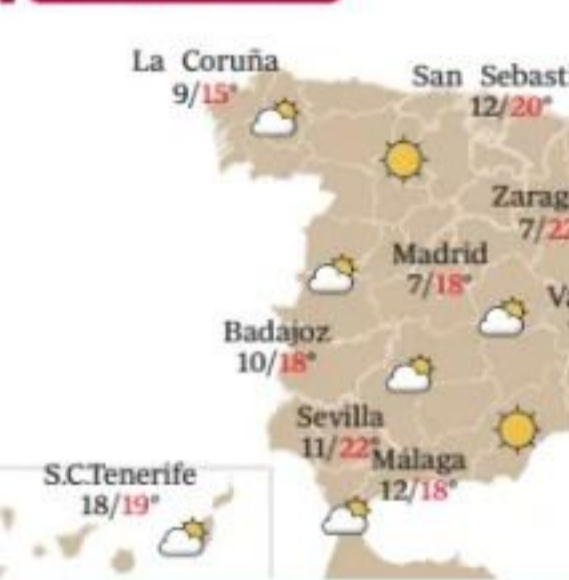 La Coruña
9/15°
San Sebast
12/20°
Zarag
7/22
Madrid
7/18°
Va
Badajoz
10/18°
Sevilla
11/22°
Málaga
12/18°
S.C.Tenerife
18/19°